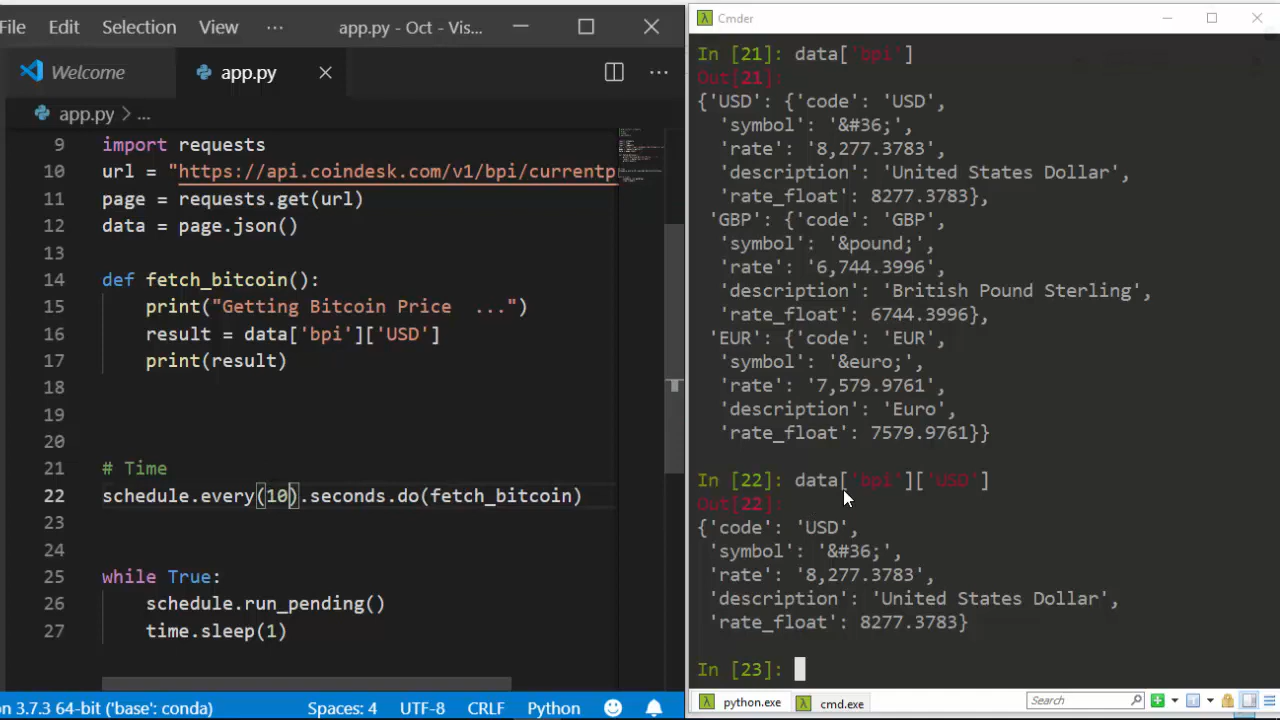 File Edit Selection View ··· app.py - Oct - Vis...
Welcome app.py
app.py > ...
9 import requests
10 url = "https://api.coindesk.com/v1/bpi/currentp
11 page = requests.get(url)
12 data = page.json()
13
14 def fetch_bitcoin():
15 print("Getting Bitcoin Price ...")
16 result = data['bpi']['USD']
17 print(result)
18
19
20
21 # Time
22 schedule.every(10).seconds.do(fetch_bitcoin)
23
24
25 while True:
26 schedule.run_pending()
27 time.sleep(1)
on 3.7.3 64-bit ('base': conda) Spaces: 4 UTF-8 CRLF Python
Cmder
In [21]: data['bpi']
Out[21]:
{'USD': {'code': 'USD',
'symbol': '&#36;',
'rate': '8,277.3783',
'description': 'United States Dollar',
'rate_float': 8277.3783},
'GBP': {'code': 'GBP',
'symbol': '&pound;',
'rate': '6,744.3996',
'description': 'British Pound Sterling',
'rate_float': 6744.3996},
'EUR': {'code': 'EUR',
'symbol': '&euro;',
'rate': '7,579.9761',
'description': 'Euro',
'rate_float': 7579.9761}}
In [22]: data['bpi']['USD']
Out[22]:
{'code': 'USD',
'symbol': '&#36;',
'rate': '8,277.3783',
'description': 'United States Dollar',
'rate_float': 8277.3783}
In [23]:
python.exe cmd.exe Search